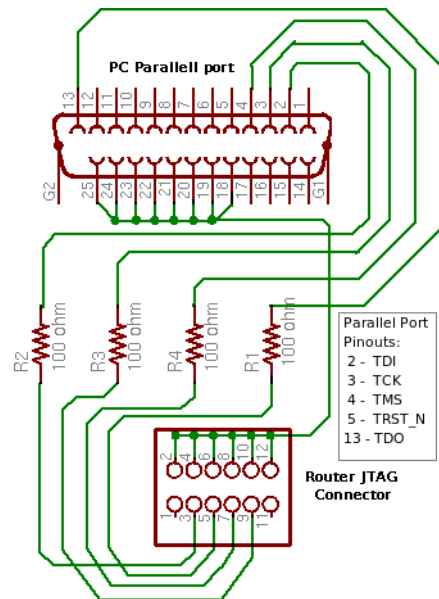 PC Parallell port
13 12 11 10 9 8 7 6 5 4 3 2 1
G2 25 24 23 22 21 20 19 18 17 16 15 14 G1
R2 100 ohm
R3 100 ohm
R4 100 ohm
R1 100 ohm
Parallel Port
Pinouts:
2 - TDI
3 - TCK
4 - TMS
5 - TRST_N
13 - TDO
2 4 6 8 10 12
1 3 5 7 9 11
Router JTAG
Connector